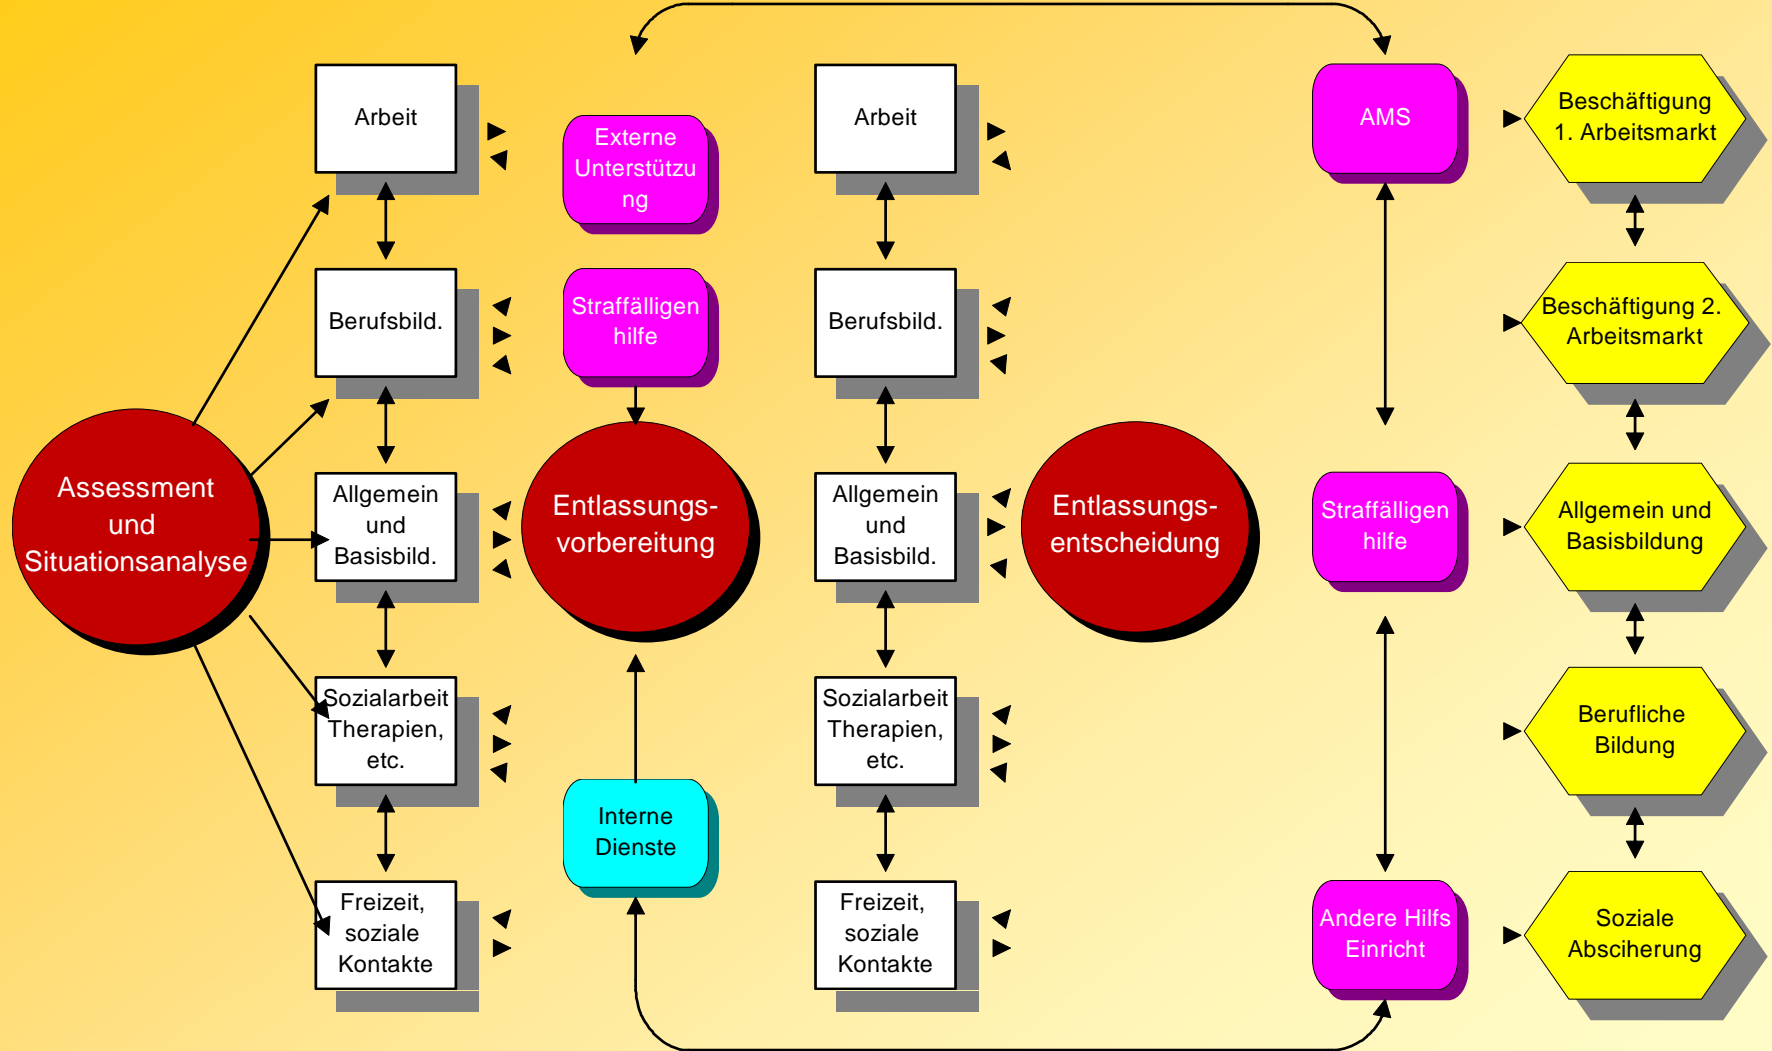 Assessment
und
Situationsanalyse
Arbeit
Berufsbild.
Allgemein
und
Basisbild.
Sozialarbeit
Therapien,
etc.
Freizeit,
soziale
Kontakte
Externe
Unterstützu
ng
Straffälligen
hilfe
Entlassungs-
vorbereitung
Interne
Dienste
Arbeit
Berufsbild.
Allgemein
und
Basisbild.
Sozialarbeit
Therapien,
etc.
Freizeit,
soziale
Kontakte
Entlassungs-
entscheidung
AMS
Straffälligen
hilfe
Andere Hilfs
Einricht
Beschäftigung
1. Arbeitsmarkt
Beschäftigung 2.
Arbeitsmarkt
Allgemein und
Basisbildung
Berufliche
Bildung
Soziale
Absciherung